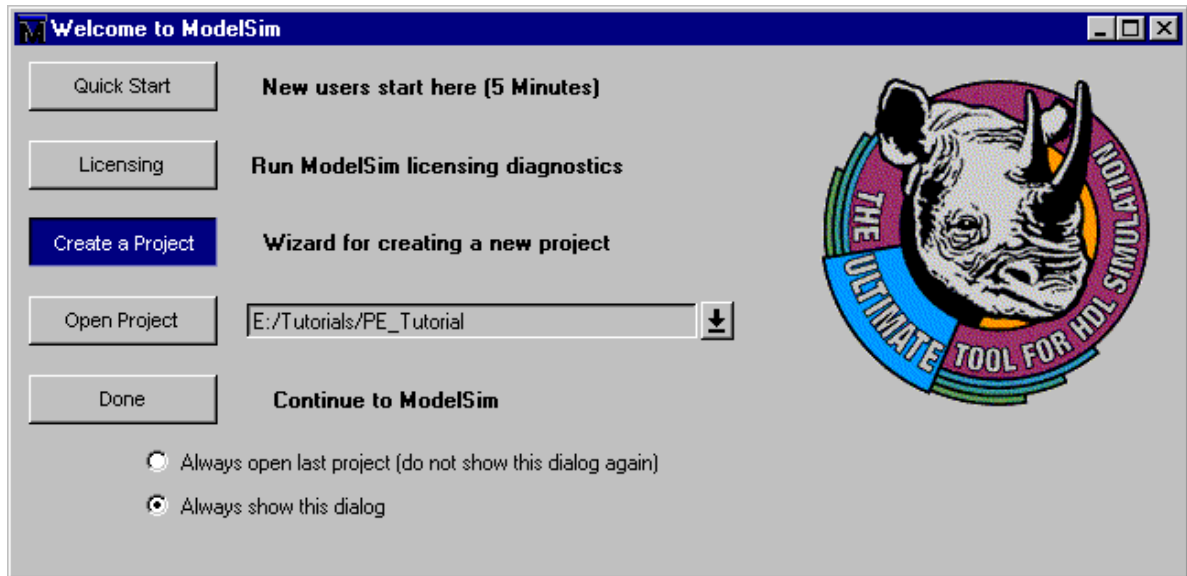 Welcome to ModelSim
Quick Start New users start here (5 Minutes)
Licensing Run ModelSim licensing diagnostics
Create a Project Wizard for creating a new project
Open Project E:/Tutorials/PE_Tutorial
Done Continue to ModelSim
Always open last project (do not show this dialog again)
Always show this dialog
THE ULTIMATE TOOL FOR HDL SIMULATION